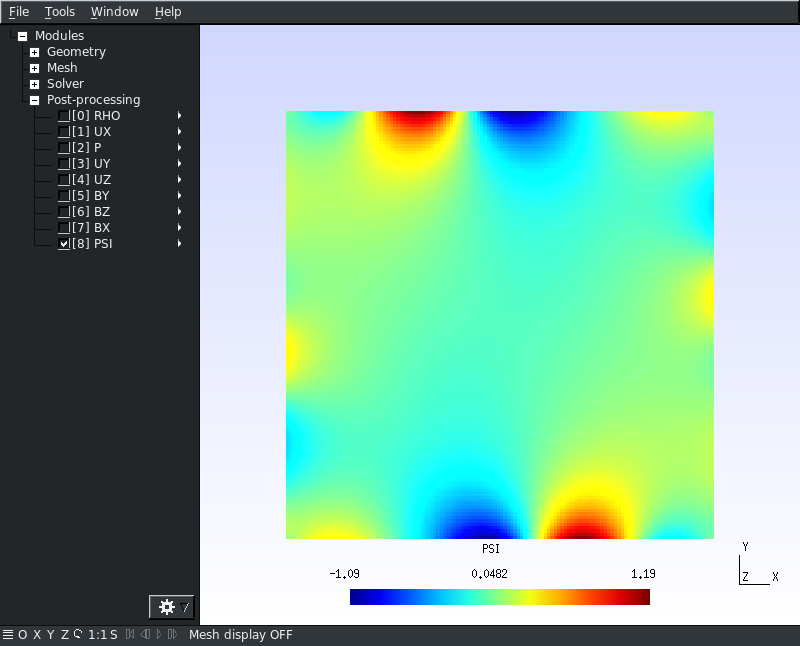 File Tools Window Help
Modules
Geometry
Mesh
Solver
Post-processing
[0] RHO
[1] UX
[2] P
[3] UY
[4] UZ
[5] BY
[6] BZ
[7] BX
[8] PSI
PSI
-1.09 0.0482 1.19
Y
Z X
O X Y Z 1:1 S Mesh display OFF